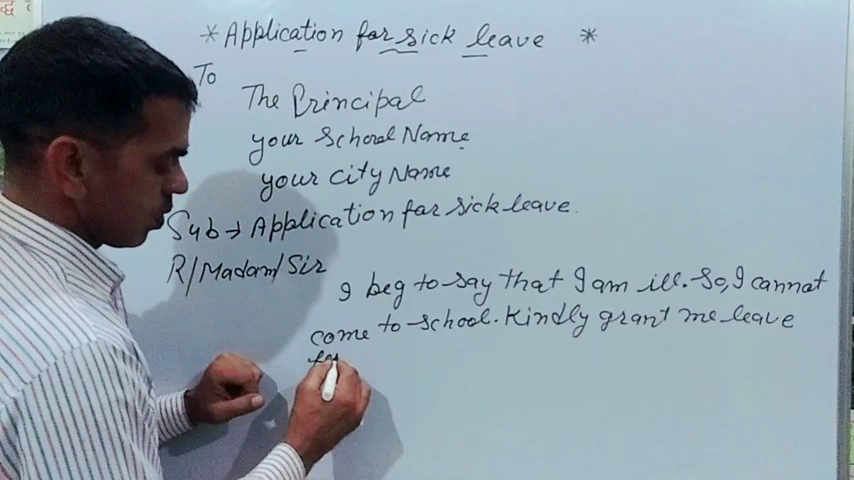 * Application for sick leave *
To
The Principal
your School Name
your City Name
Sub → Application for sick leave.
R/Madam/Sir
I beg to say that I am ill. So, I cannot
come to school. Kindly grant me leave